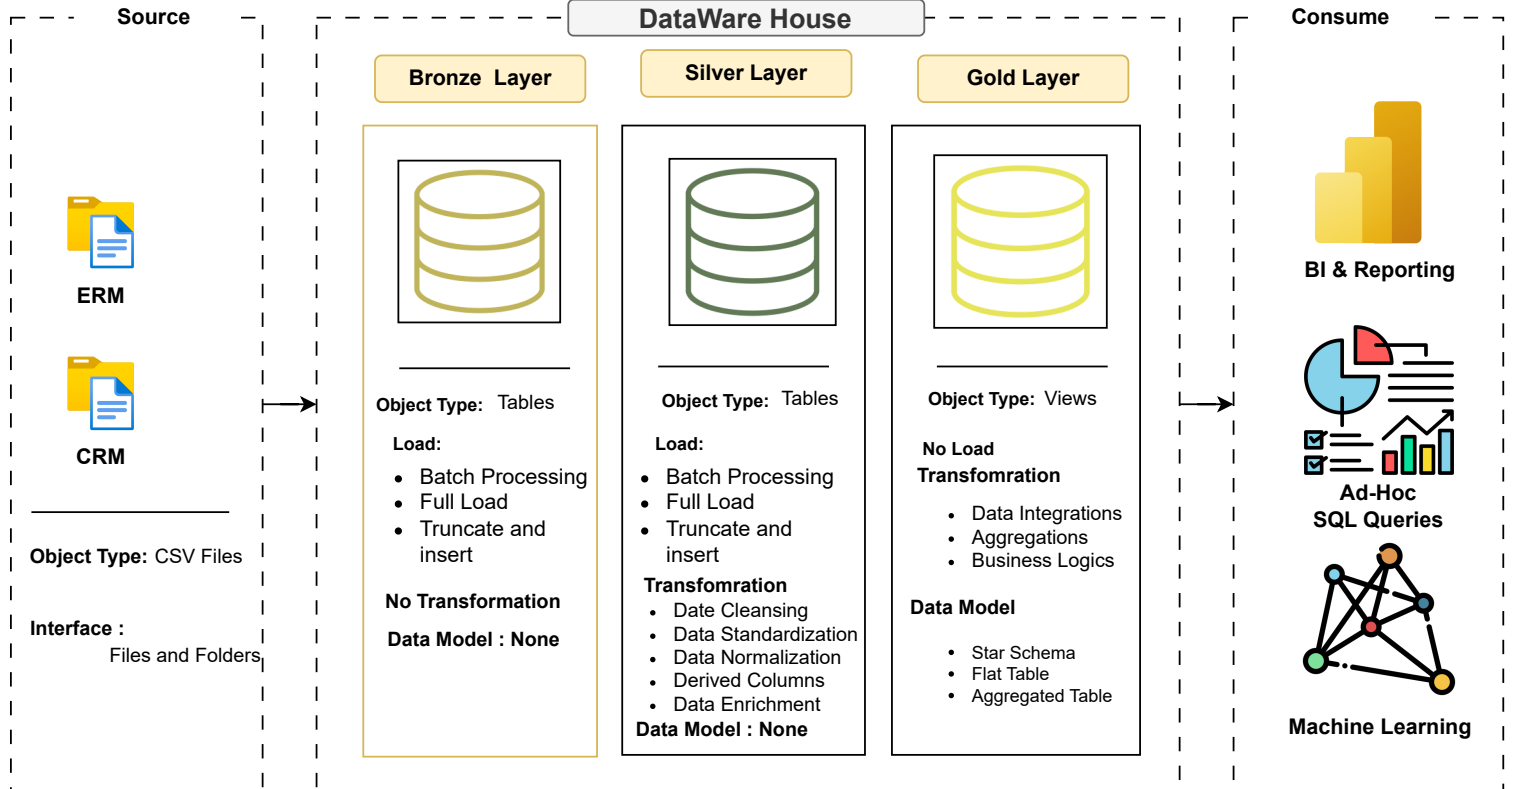 Source
ERM
CRM
Object Type: CSV Files
Interface :
Files and Folders
DataWare House
Bronze Layer
Object Type: Tables
Load:
Batch Processing
Full Load
Truncate and
insert
No Transformation
Data Model : None
Silver Layer
Object Type: Tables
Load:
Batch Processing
Full Load
Truncate and
insert
Transfomration
Date Cleansing
Data Standardization
Data Normalization
Derived Columns
Data Enrichment
Data Model : None
Gold Layer
Object Type: Views
No Load
Transfomration
Data Integrations
Aggregations
Business Logics
Data Model
Star Schema
Flat Table
Aggregated Table
Consume
BI & Reporting
Ad-Hoc
SQL Queries
Machine Learning